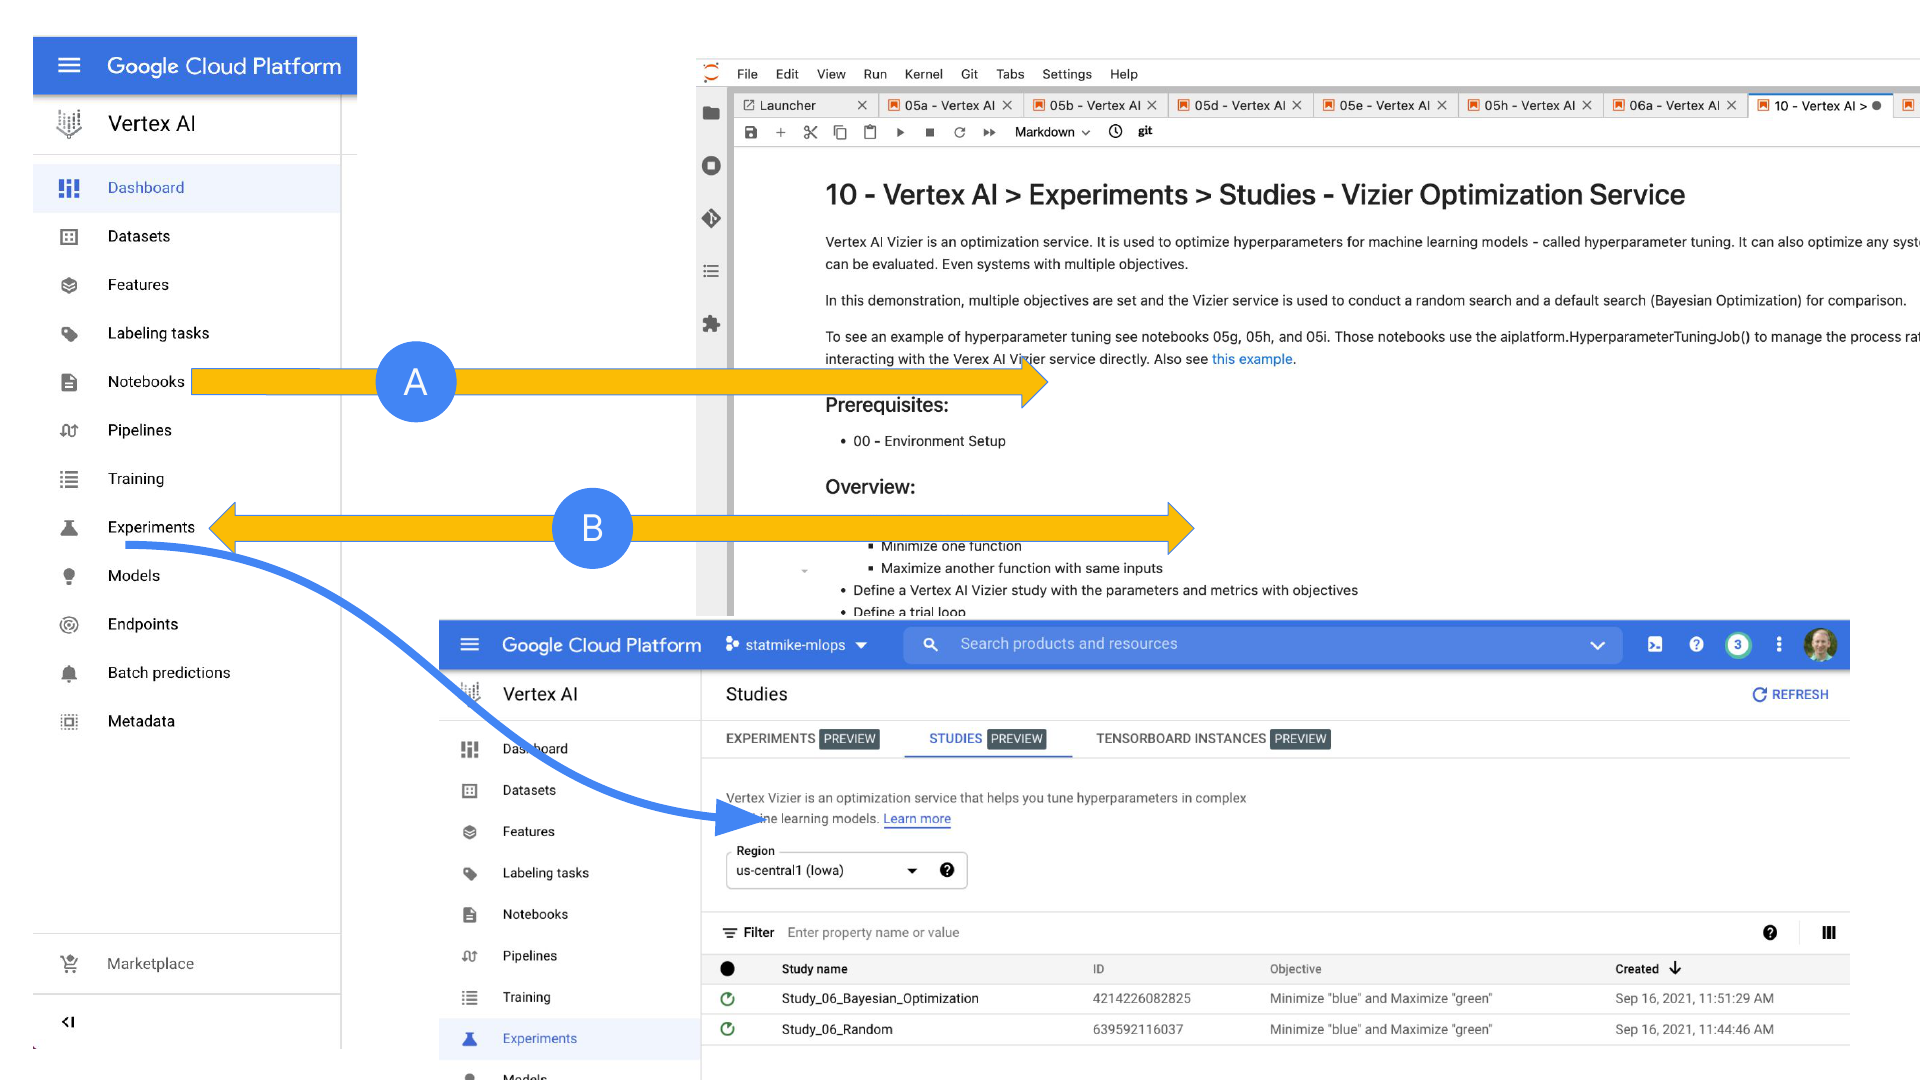 Google Cloud Platform
Vertex AI
Dashboard
Datasets
Features
Labeling tasks
Notebooks
Pipelines
Training
Experiments
Models
Endpoints
Batch predictions
Metadata
Marketplace
A
B
File Edit View Run Kernel Git Tabs Settings Help
Launcher 05a - Vertex AI 05b - Vertex AI 05d - Vertex AI 05e - Vertex AI 05h - Vertex AI 06a - Vertex AI 10 - Vertex AI >
Markdown git
10 - Vertex AI > Experiments > Studies - Vizier Optimization Service
Vertex AI Vizier is an optimization service. It is used to optimize hyperparameters for machine learning models - called hyperparameter tuning. It can also optimize any
can be evaluated. Even systems with multiple objectives.
In this demonstration, multiple objectives are set and the Vizier service is used to conduct a random search and a default search (Bayesian Optimization) for comparison.
To see an example of hyperparameter tuning see notebooks 05g, 05h, and 05i. Those notebooks use the aiplatform.HyperparameterTuningJob() to manage the process
interacting with the Verex AI Vizier service directly. Also see this example.
Prerequisites:
• 00 - Environment Setup
Overview:
▪ Minimize one function
▪ Maximize another function with same inputs
• Define a Vertex AI Vizier study with the parameters and metrics with objectives
• Define a trial loop
Google Cloud Platform statmike-mlops Search products and resources 3
Vertex AI
Dashboard
Datasets
Features
Labeling tasks
Notebooks
Pipelines
Training
Experiments
Models
Studies REFRESH
EXPERIMENTS PREVIEW STUDIES PREVIEW TENSORBOARD INSTANCES PREVIEW
Vertex Vizier is an optimization service that helps you tune hyperparameters in complex
learning models. Learn more
Region
us-central1 (Iowa)
Filter Enter property name or value
Study name ID Objective Created
Study_06_Bayesian_Optimization 4214226082825 Minimize "blue" and Maximize "green" Sep 16, 2021, 11:51:29 AM
Study_06_Random 639592116037 Minimize "blue" and Maximize "green" Sep 16, 2021, 11:44:46 AM